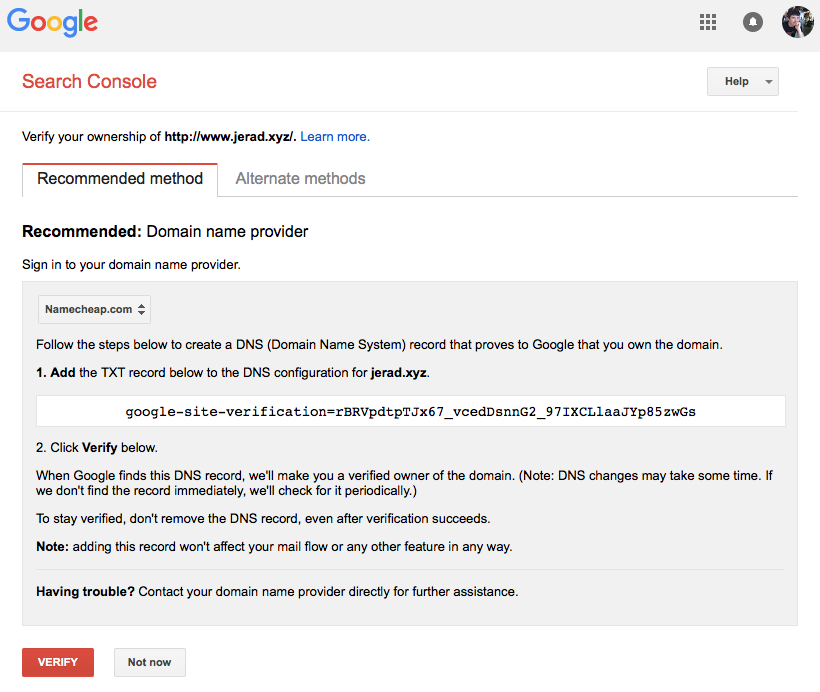 Google
Search Console
Help
Verify your ownership of http://www.jerad.xyz/. Learn more.
Recommended method
Alternate methods
Recommended: Domain name provider
Sign in to your domain name provider.
Namecheap.com
Follow the steps below to create a DNS (Domain Name System) record that proves to Google that you own the domain.
1. Add the TXT record below to the DNS configuration for jerad.xyz.
google-site-verification=rBRVpdtpTJx67_vcedDsnnG2_97IXCLlaaJYp85zwGs
2. Click Verify below.
When Google finds this DNS record, we'll make you a verified owner of the domain. (Note: DNS changes may take some time. If
we don't find the record immediately, we'll check for it periodically.)
To stay verified, don't remove the DNS record, even after verification succeeds.
Note: adding this record won't affect your mail flow or any other feature in any way.
Having trouble? Contact your domain name provider directly for further assistance.
VERIFY
Not now